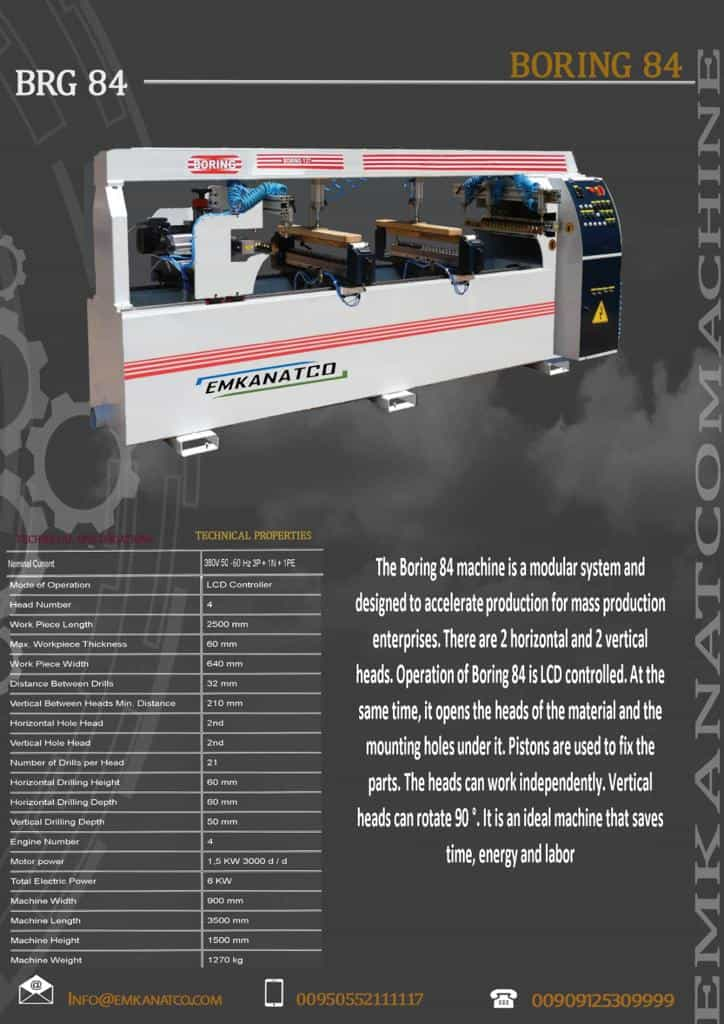 BORING 84
BRG 84
EMKANATCOMACHINE
BORING
BORING 121
EMKANATCO
TECHNICAL SPECIFICATIONS
TECHNICAL PROPERTIES
Nominal Current 380V 50 - 60 Hz 3P + 1N + 1PE
Mode of Operation LCD Controller
Head Number 4
Work Piece Length 2500 mm
Max. Workpiece Thickness 60 mm
Work Piece Width 640 mm
Distance Between Drills 32 mm
Vertical Between Heads Min. Distance 210 mm
Horizontal Hole Head 2nd
Vertical Hole Head 2nd
Number of Drills per Head 21
Horizontal Drilling Height 60 mm
Horizontal Drilling Depth 60 mm
Vertical Drilling Depth 50 mm
Engine Number 4
Motor power 1,5 KW 3000 d / d
Total Electric Power 6 KW
Machine Width 900 mm
Machine Length 3500 mm
Machine Height 1500 mm
Machine Weight 1270 kg
The Boring 84 machine is a modular system and
designed to accelerate production for mass production
enterprises. There are 2 horizontal and 2 vertical
heads. Operation of Boring 84 is LCD controlled. At the
same time, it opens the heads of the material and the
mounting holes under it. Pistons are used to fix the
parts. The heads can work independently. Vertical
heads can rotate 90 °. It is an ideal machine that saves
time, energy and labor
INFO@EMKANATCO.COM
00950552111117
00909125309999